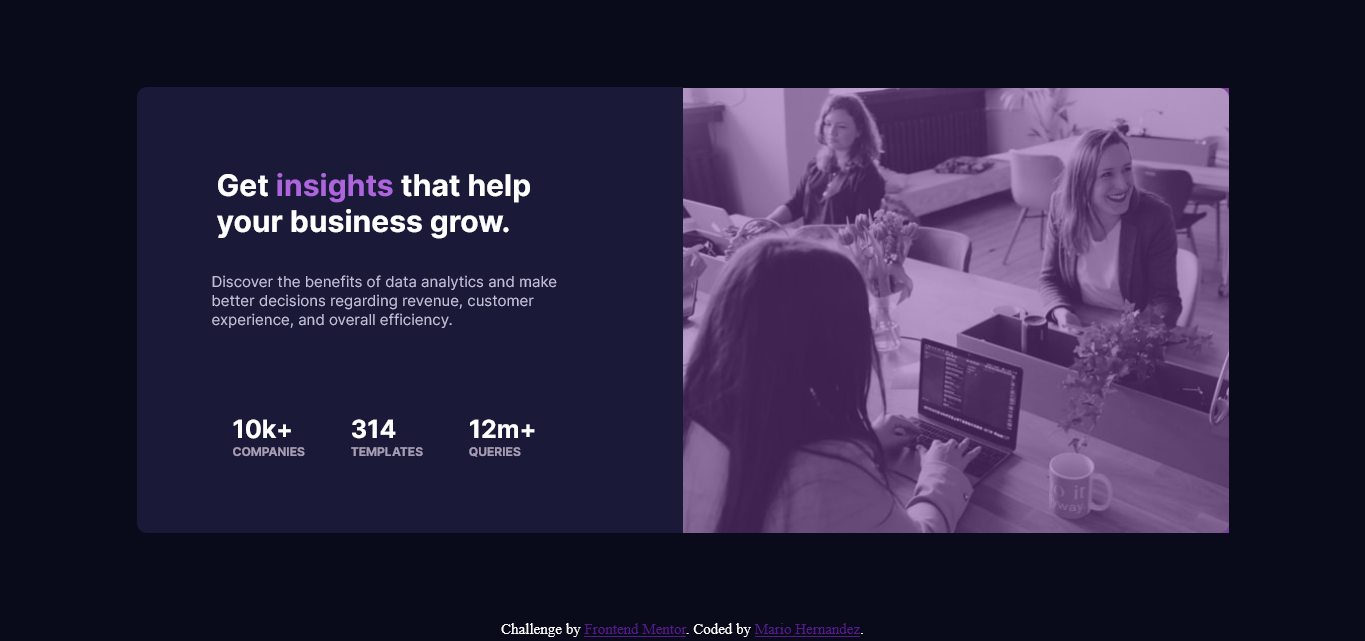 Get insights that help
your business grow.
Discover the benefits of data analytics and make
better decisions regarding revenue, customer
experience, and overall efficiency.
10k+ 314 12m+
COMPANIES TEMPLATES QUERIES
Challenge by Frontend Mentor. Coded by Mario Hernandez.